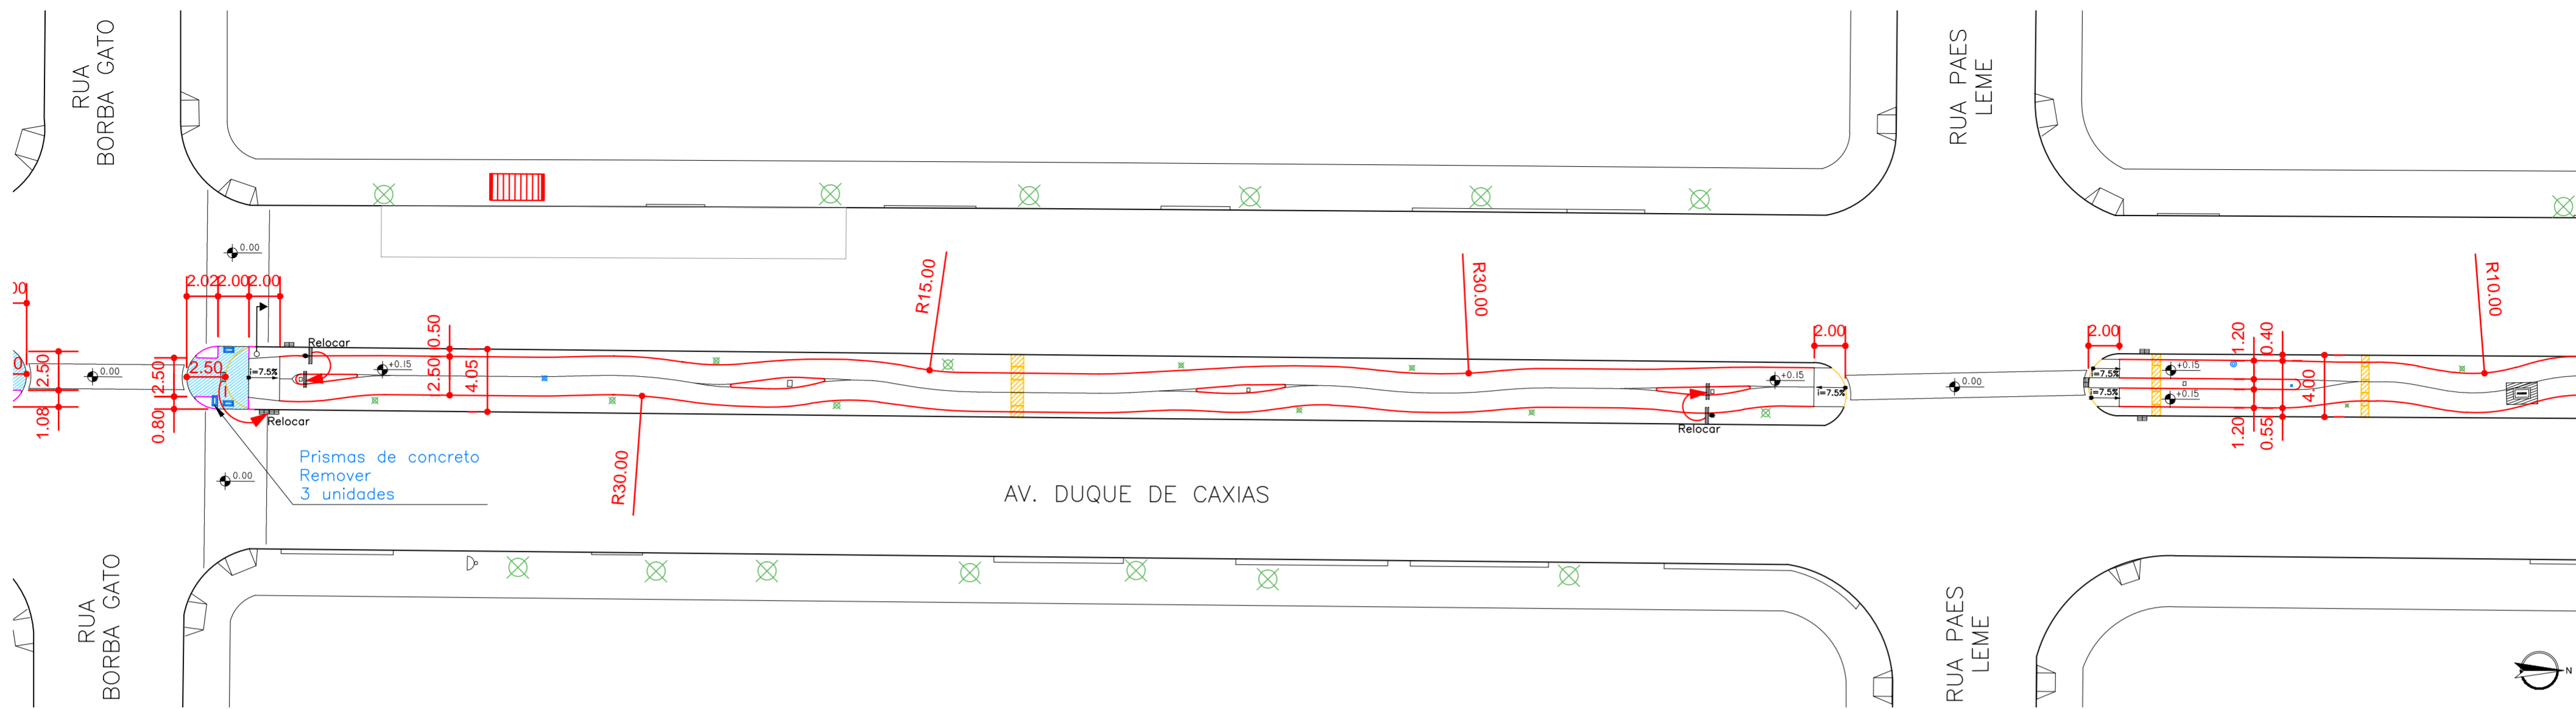 RUA
BORBA GATO
RUA PAES
LEME
0.00
R15.00
R30.00
R10.00
2.02
2.00
2.00
Relocar
0.50
2.50
4.05
+0.15
i=7.5%
2.50
2.50
1.08
0.00
2.50
0.80
Relocar
Relocar
+0.15
i=7.5%
2.00
0.00
2.00
i=7.5%
i=7.5%
+0.15
+0.15
1.20
0.40
4.00
1.20
0.55
Prismas de concreto
Remover
3 unidades
0.00
R30.00
AV. DUQUE DE CAXIAS
RUA
BORBA GATO
RUA PAES
LEME
N